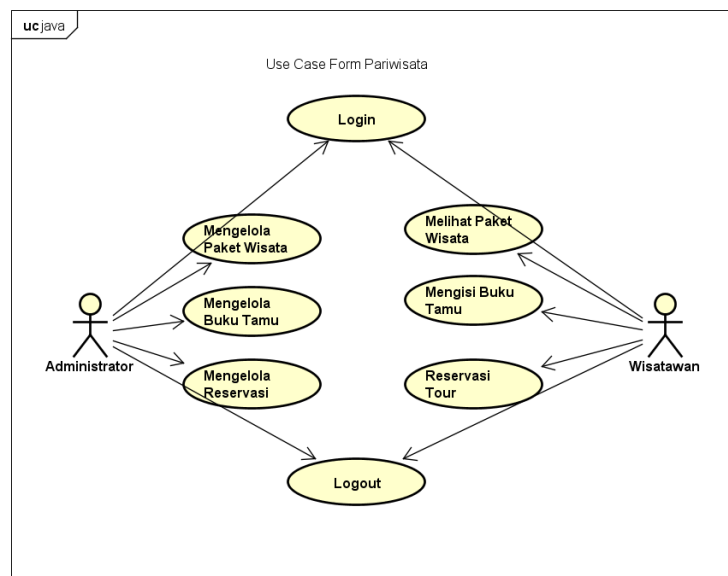 uc java
Use Case Form Pariwisata
Login
Mengelola
Paket Wisata
Melihat Paket
Wisata
Mengelola
Buku Tamu
Mengisi Buku
Tamu
Administrator
Wisatawan
Mengelola
Reservasi
Reservasi
Tour
Logout